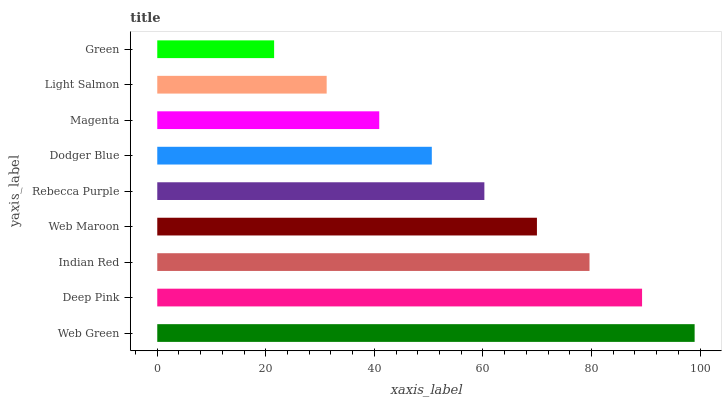 title
Green
Light Salmon
Magenta
Dodger Blue
Rebecca Purple
Web Maroon
Indian Red
Deep Pink
Web Green
yaxis_label
0 20 40 60 80 100
xaxis_label